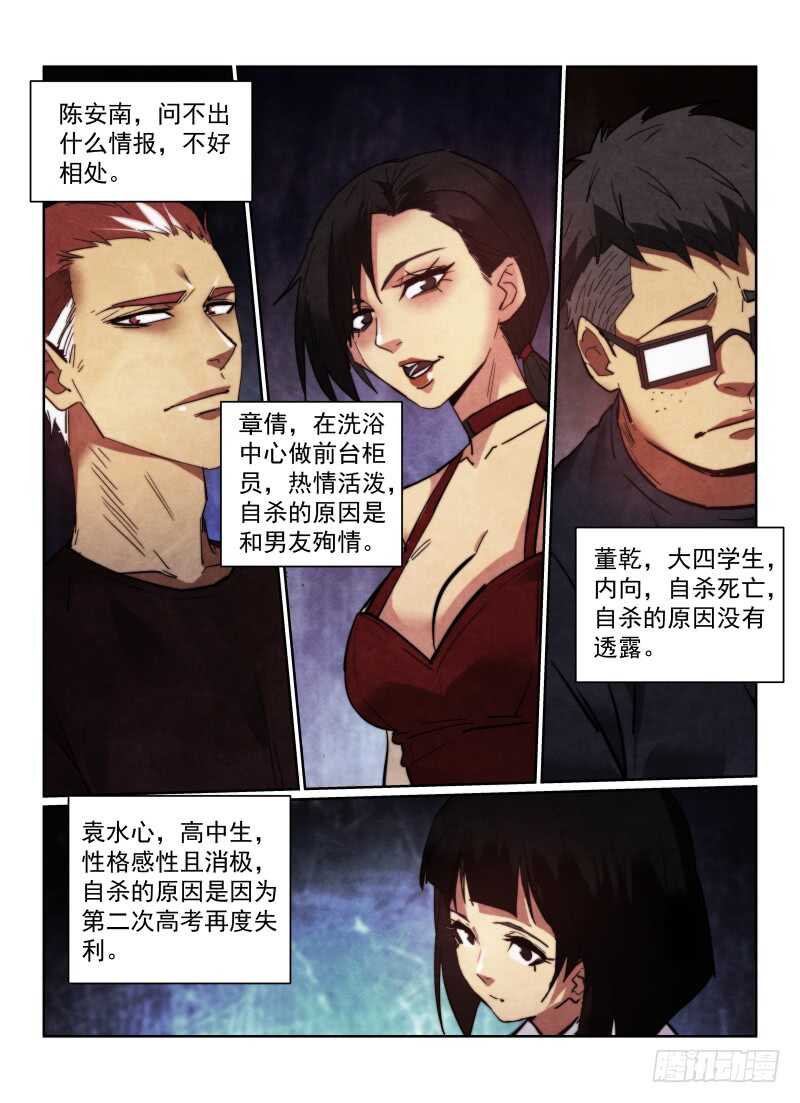 陈安南，问不出
什么情报，不好
相处。
章倩，在洗浴
中心做前台柜
员，热情活泼，
自杀的原因是
和男友殉情。
董乾，大四学生，
内向，自杀死亡，
自杀的原因没有
透露。
袁水心，高中生，
性格感性且消极，
自杀的原因是因为
第二次高考再度失
利。
腾讯动漫